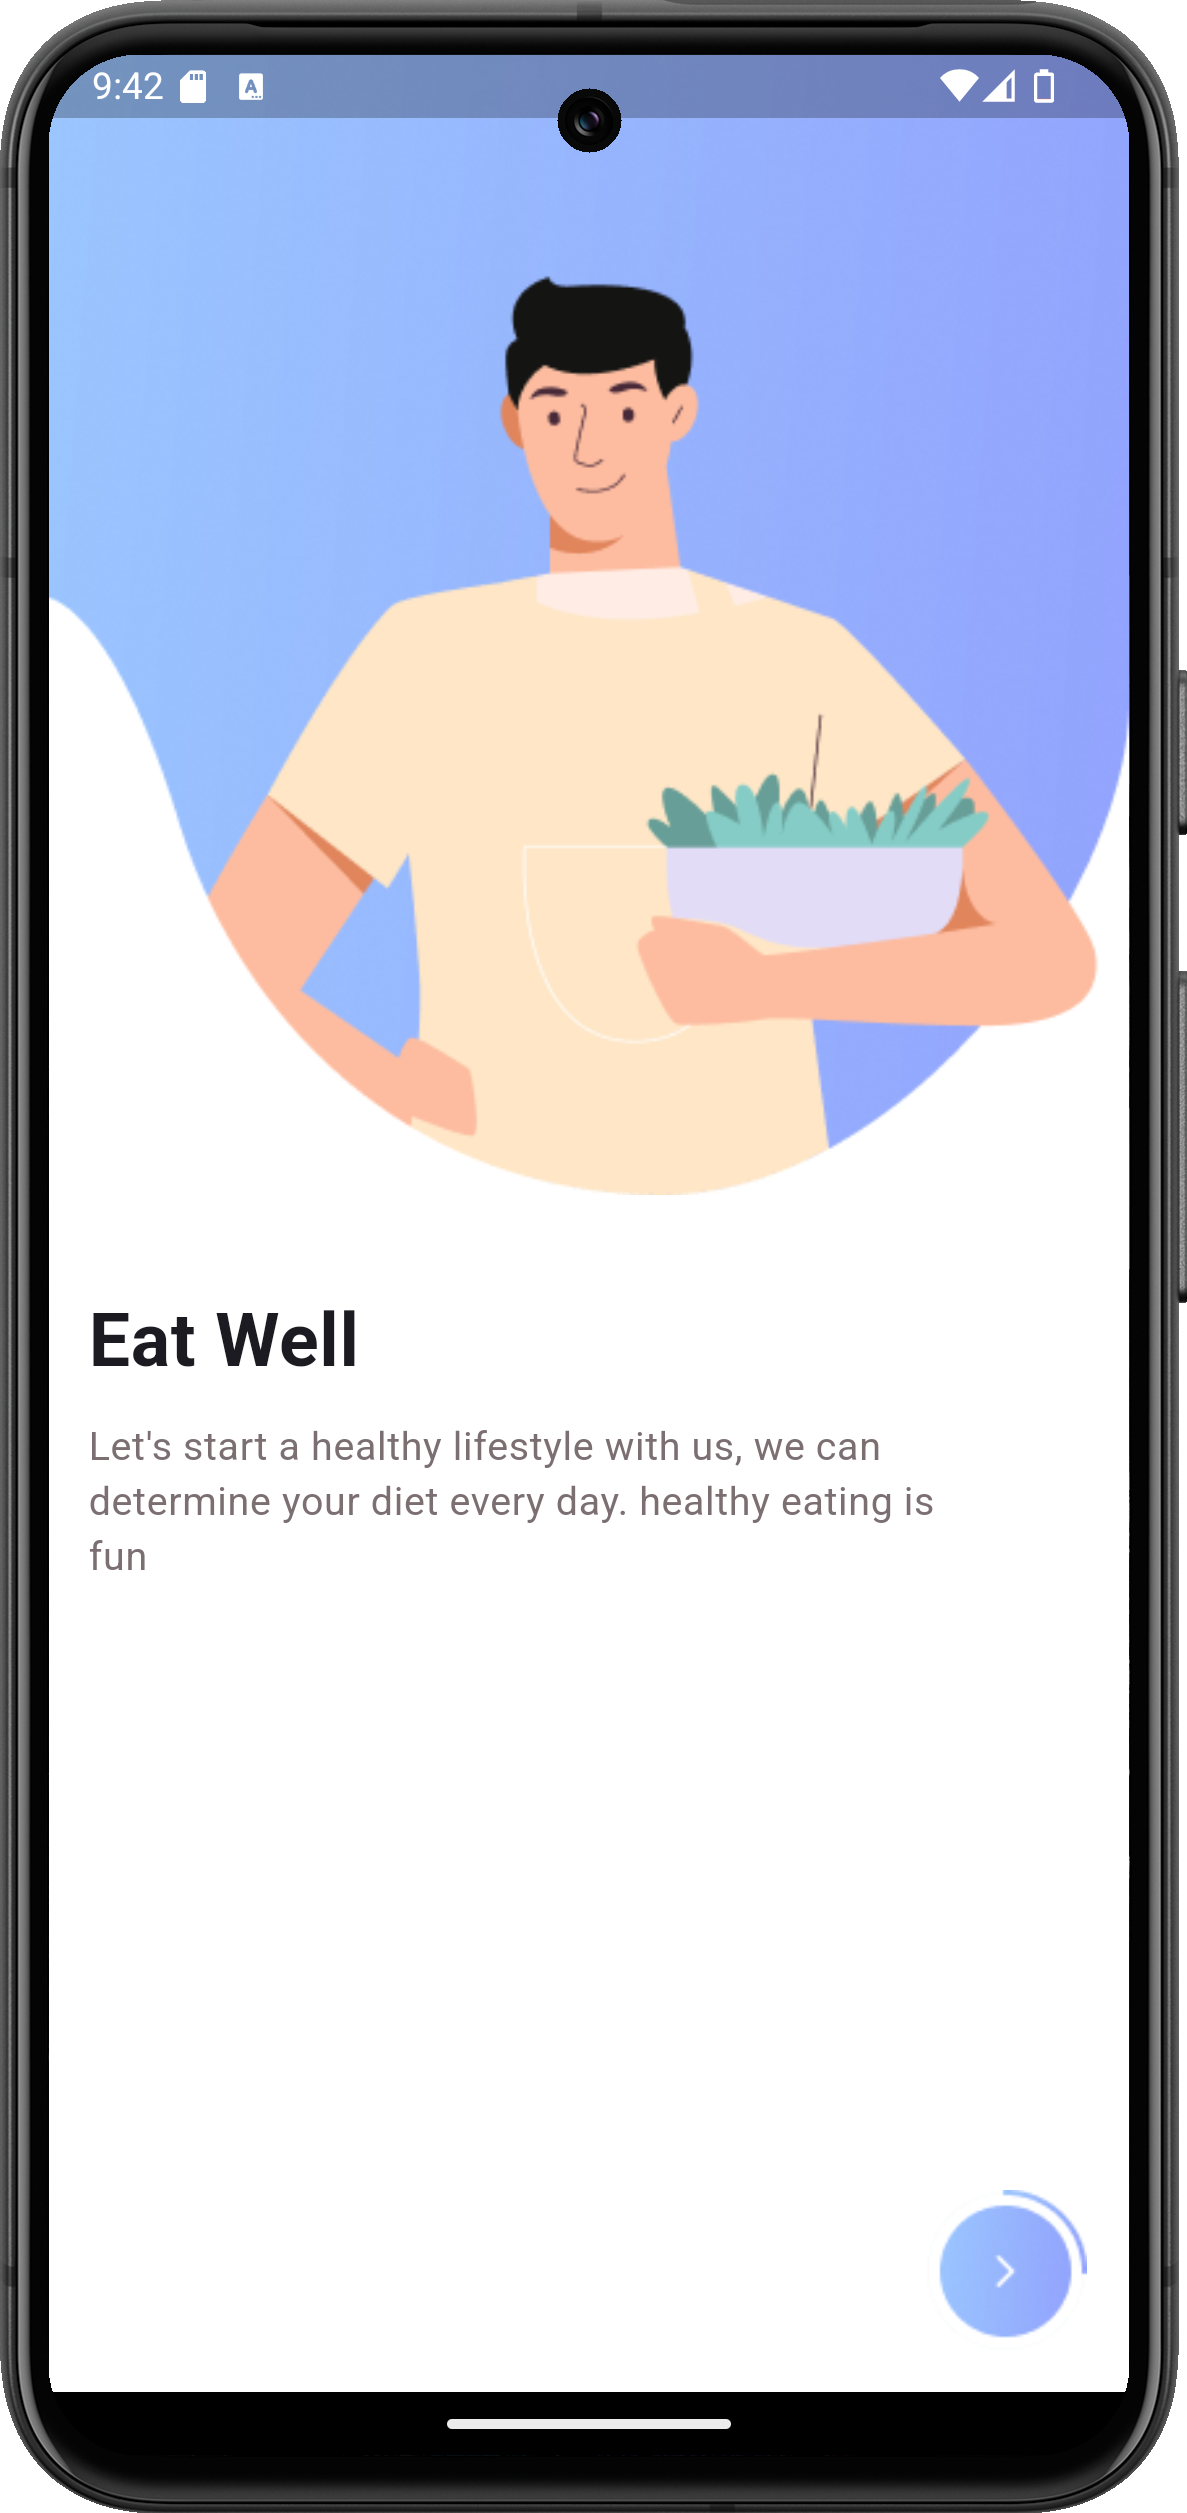 9:42
A
Eat Well
Let's start a healthy lifestyle with us, we can
determine your diet every day. healthy eating is
fun